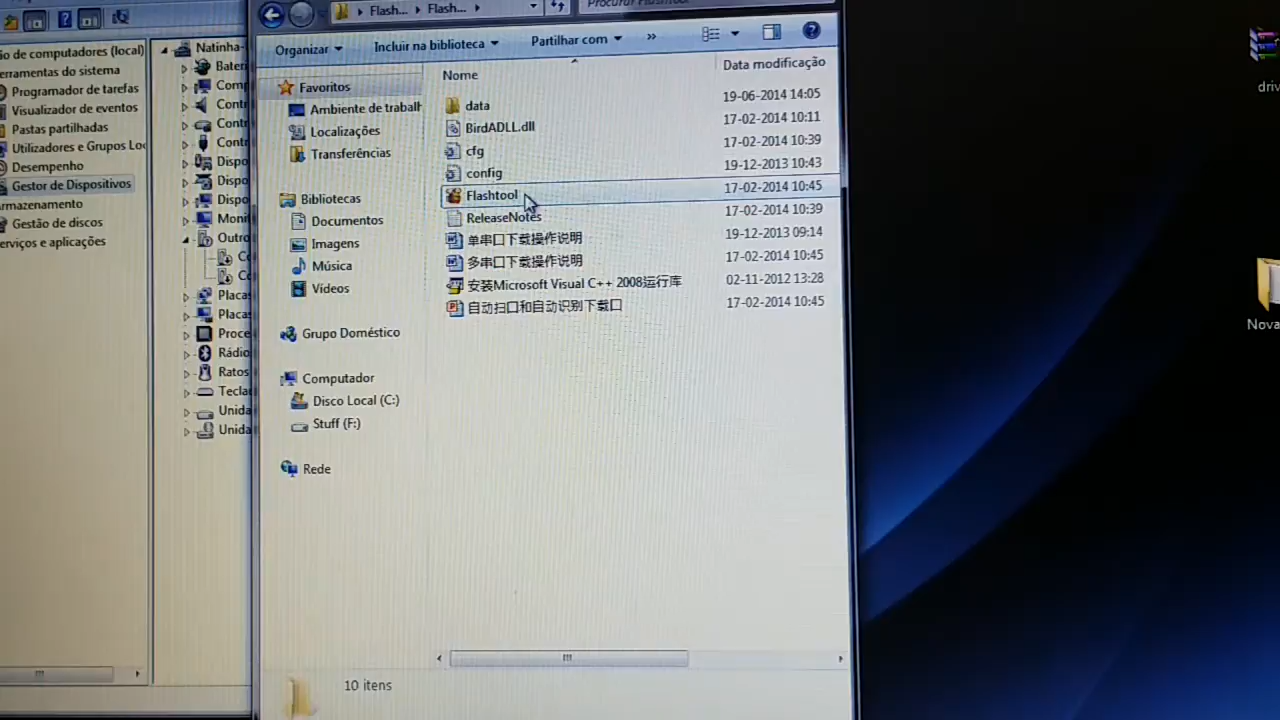 Flash...
Flash...
Procurar Flashtool
Organizar
Incluir na biblioteca
Partilhar com
»
ão de computadores (local)
erramentas do sistema
Programador de tarefas
Visualizador de eventos
Pastas partilhadas
Utilizadores e Grupos Loc
Desempenho
Gestor de Dispositivos
rmazenamento
Gestão de discos
erviços e aplicações
Natinha-
Bater
Comp
Contr
Contr
Contr
Dispo
Dispo
Dispo
Moni
Outro
Co
Co
Placas
Placas
Proce
Rádio
Ratos
Tecla
Unida
Unida
Favoritos
Ambiente de trabalh
Localizações
Transferências
Bibliotecas
Documentos
Imagens
Música
Vídeos
Grupo Doméstico
Computador
Disco Local (C:)
Stuff (F:)
Rede
Nome
Data modificação
data
19-06-2014 14:05
BirdADLL.dll
17-02-2014 10:11
cfg
17-02-2014 10:39
config
19-12-2013 10:43
Flashtool
17-02-2014 10:45
ReleaseNotes
17-02-2014 10:39
单串口下载操作说明
19-12-2013 09:14
多串口下载操作说明
17-02-2014 10:45
安装Microsoft Visual C++ 2008运行库
02-11-2012 13:28
自动扫口和自动识别下载口
17-02-2014 10:45
10 itens
driv
Nova